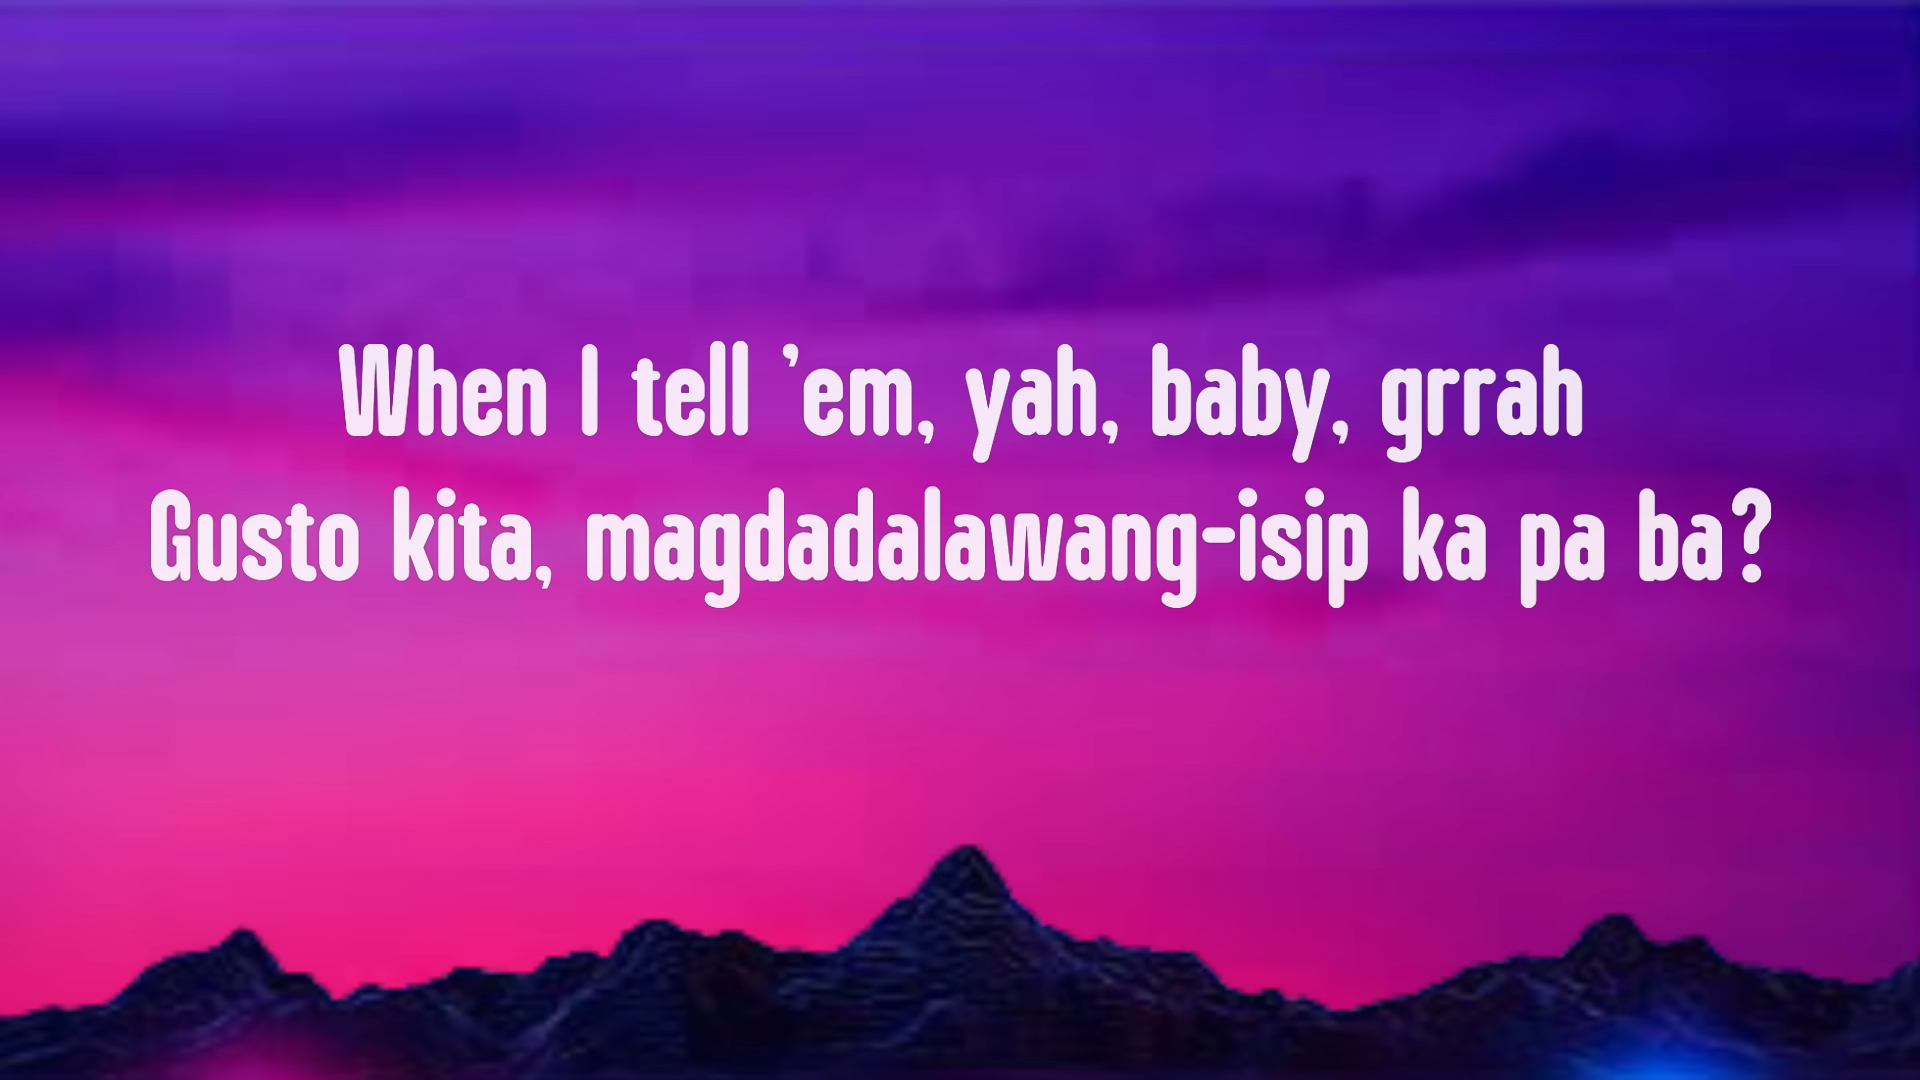 When I tell ’em, yah, baby, grrah
Gusto kita, magdadalawang-isip ka pa ba?